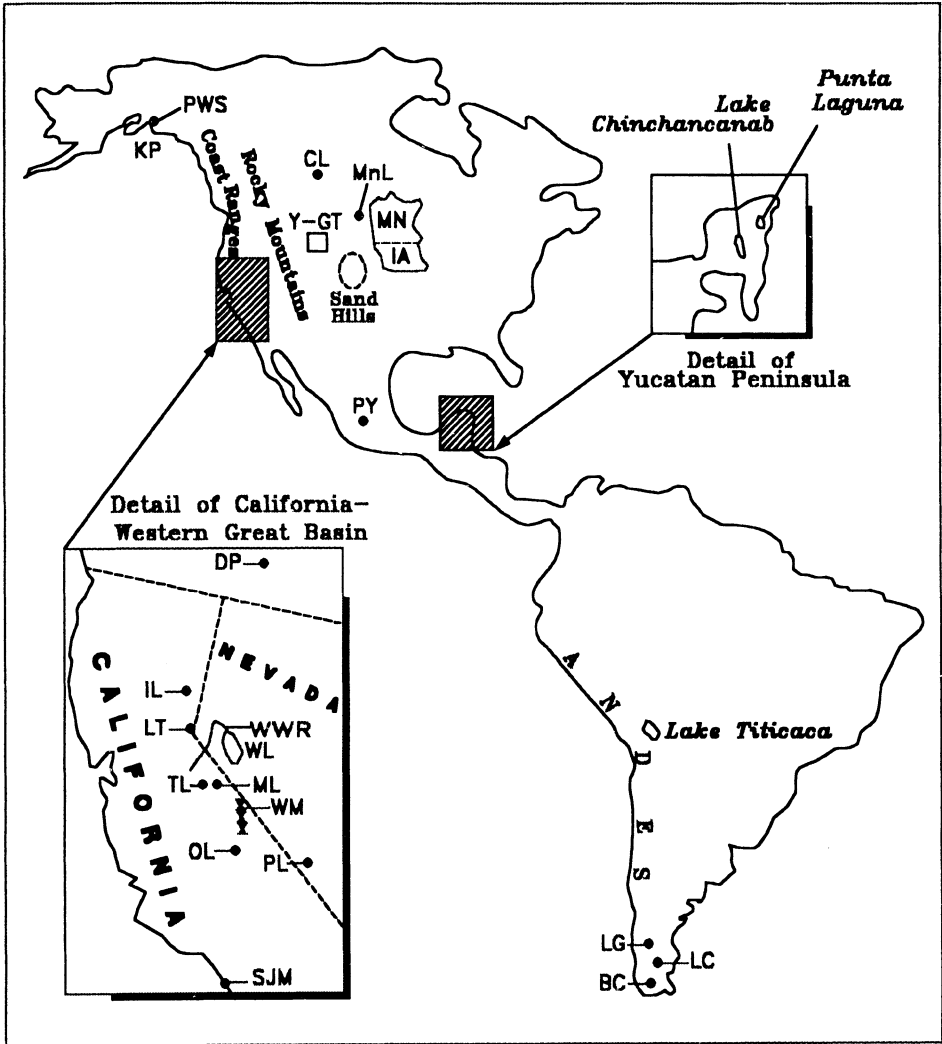 PWS
KP
Coast Ranges
Rocky Mountains
CL
MnL
Y-GT
MN
IA
Sand
Hills
PY
Lake
Chinchancanab
Punta
Laguna
Detail of
Yucatan Peninsula
Detail of California-
Western Great Basin
DP
NEVADA
CALIFORNIA
IL
LT
WWR
WL
TL
ML
WM
OL
PL
SJM
ANDES
Lake Titicaca
LG
LC
BC